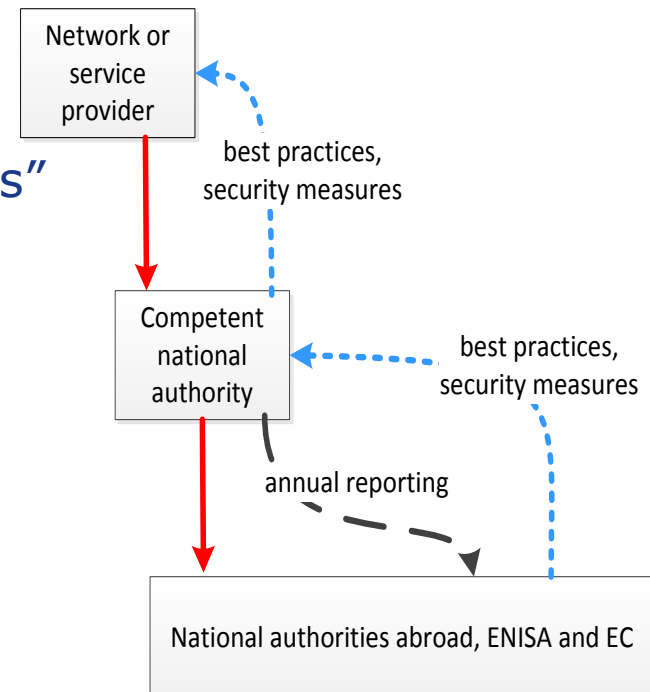 Network or
service
provider
s"
best practices,
security measures
Competent
national
authority
best practices,
security measures
annual reporting
National authorities abroad, ENISA and EC